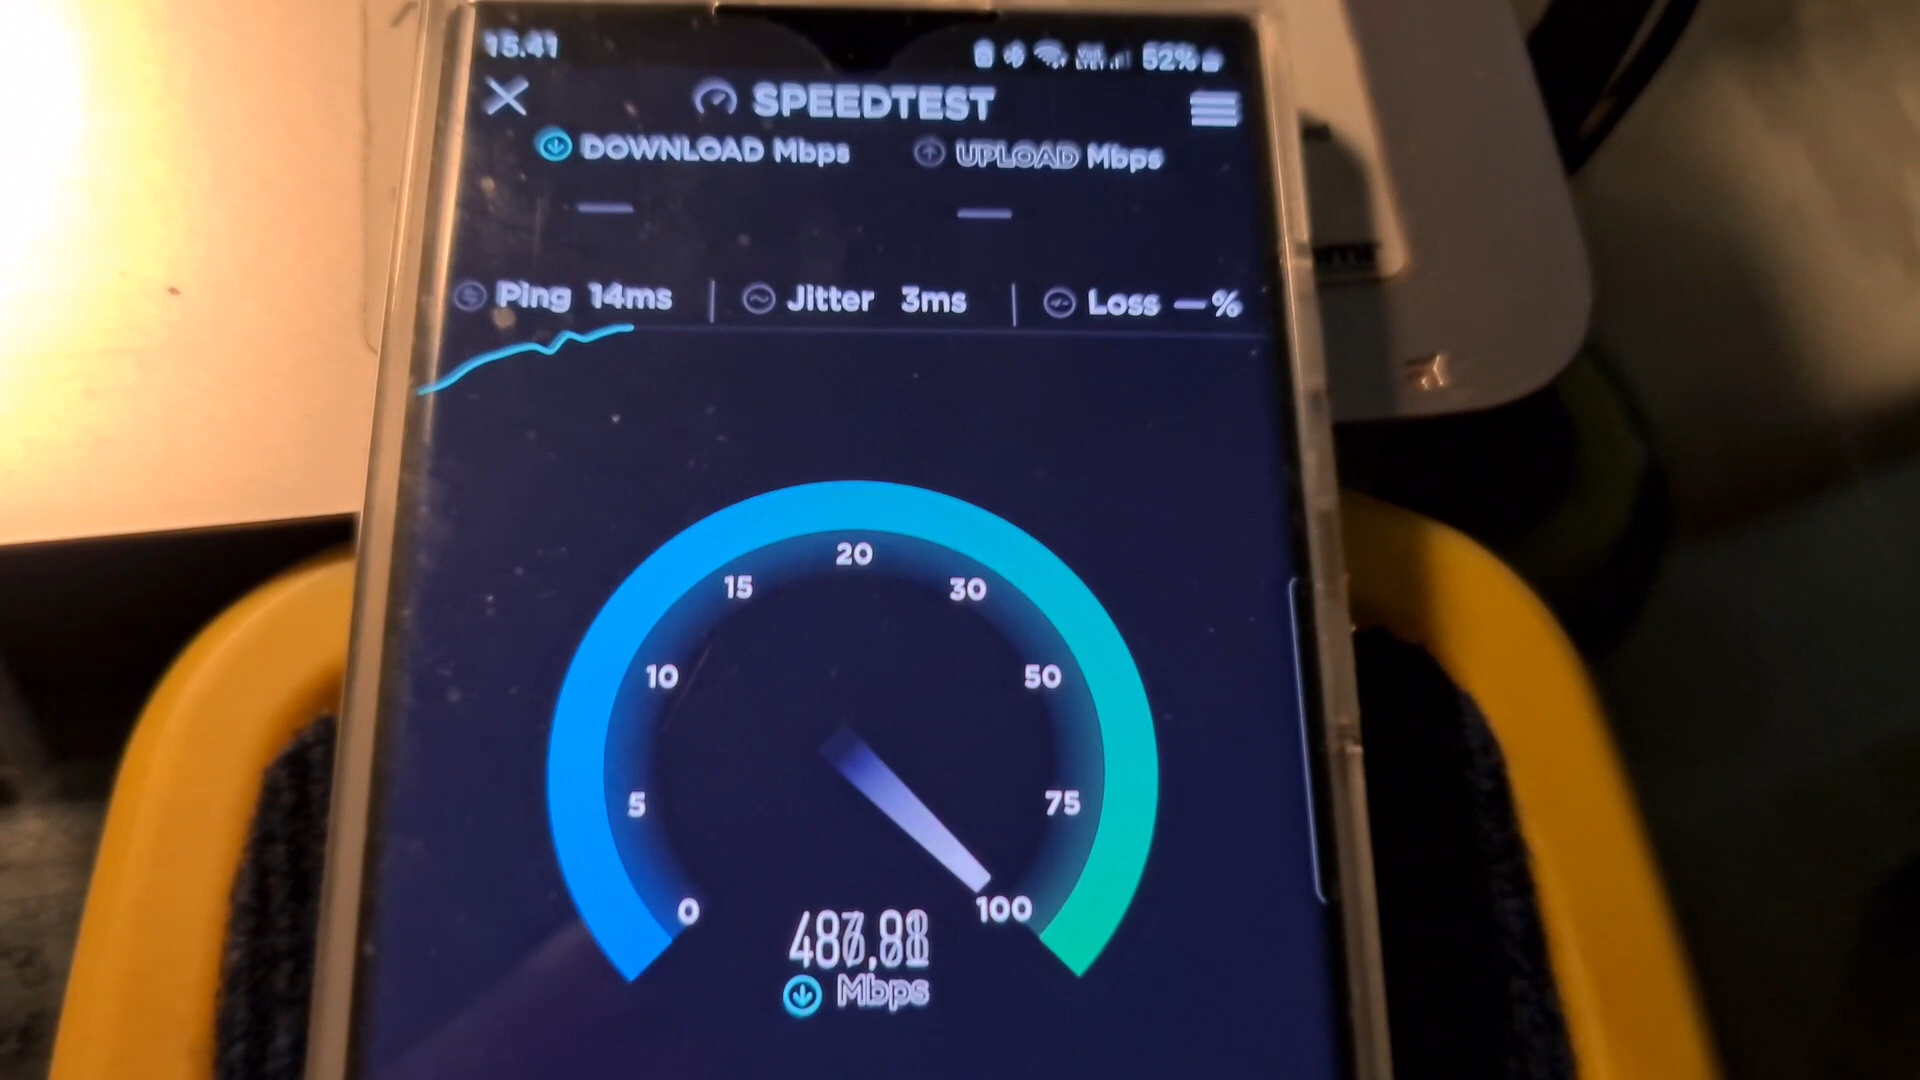 15.41 52%
SPEEDTEST
DOWNLOAD Mbps UPLOAD Mbps
Ping 14ms Jitter 3ms Loss —%
20
15 30
10 50
5 75
0 100
Mbps